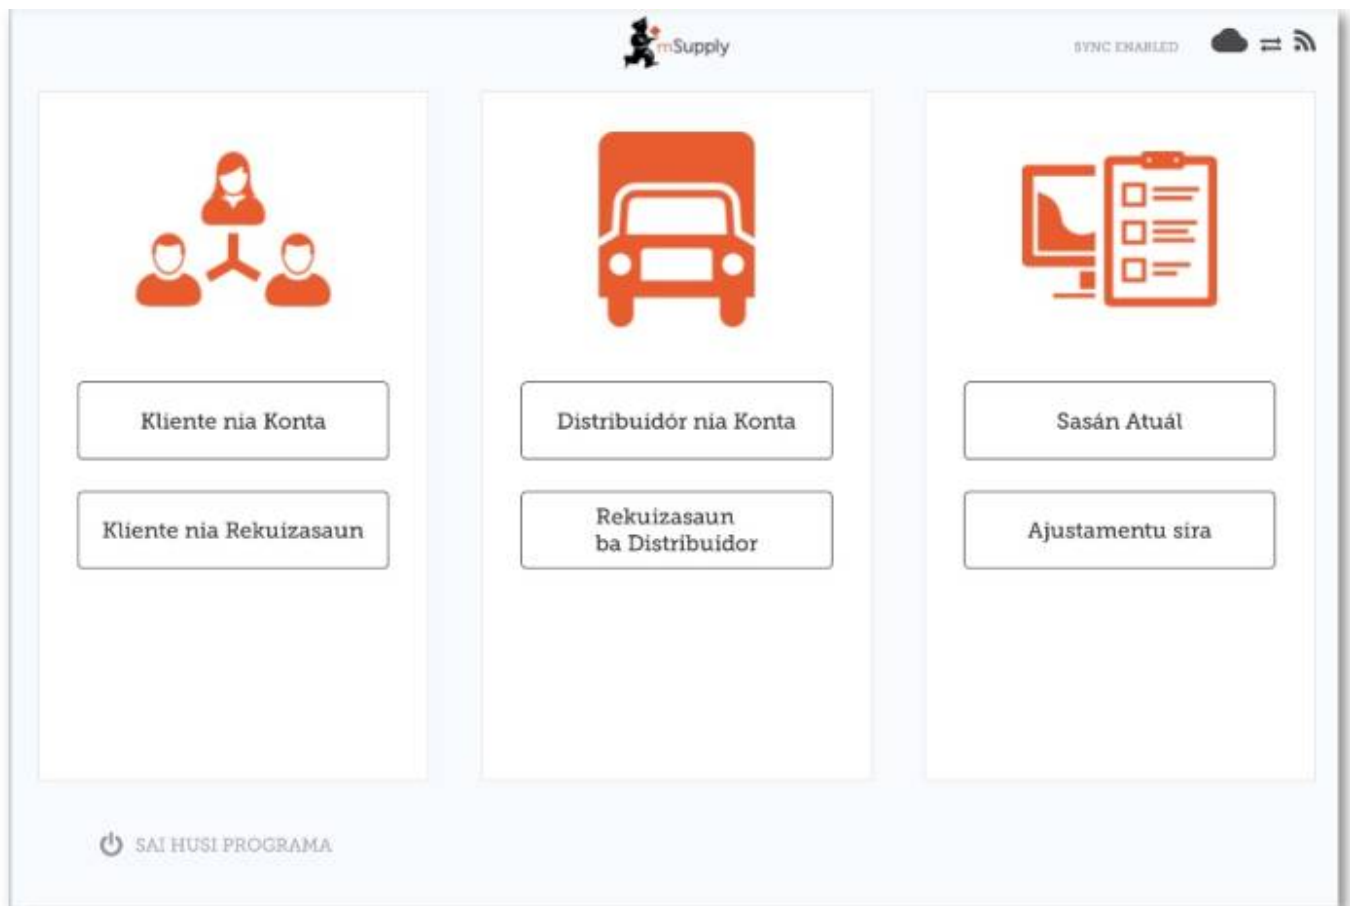 mSupply
SYNC ENABLED
Kliente nia Konta
Kliente nia Rekuizasaun
Distribuidór nia Konta
Rekuizasaun
ba Distribuidor
Sasán Atuál
Ajustamentu sira
SAI HUSI PROGRAMA